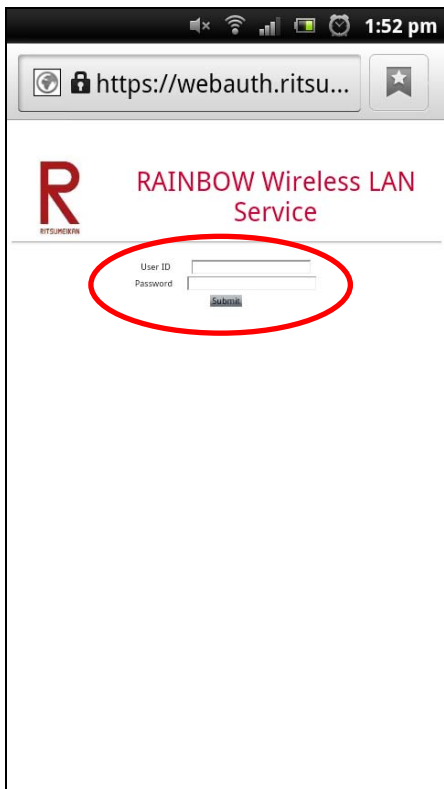 1:52 pm
https://webauth.ritsu...
R
RITSUMEIKAN
RAINBOW Wireless LAN
Service
User ID
Password
Submit